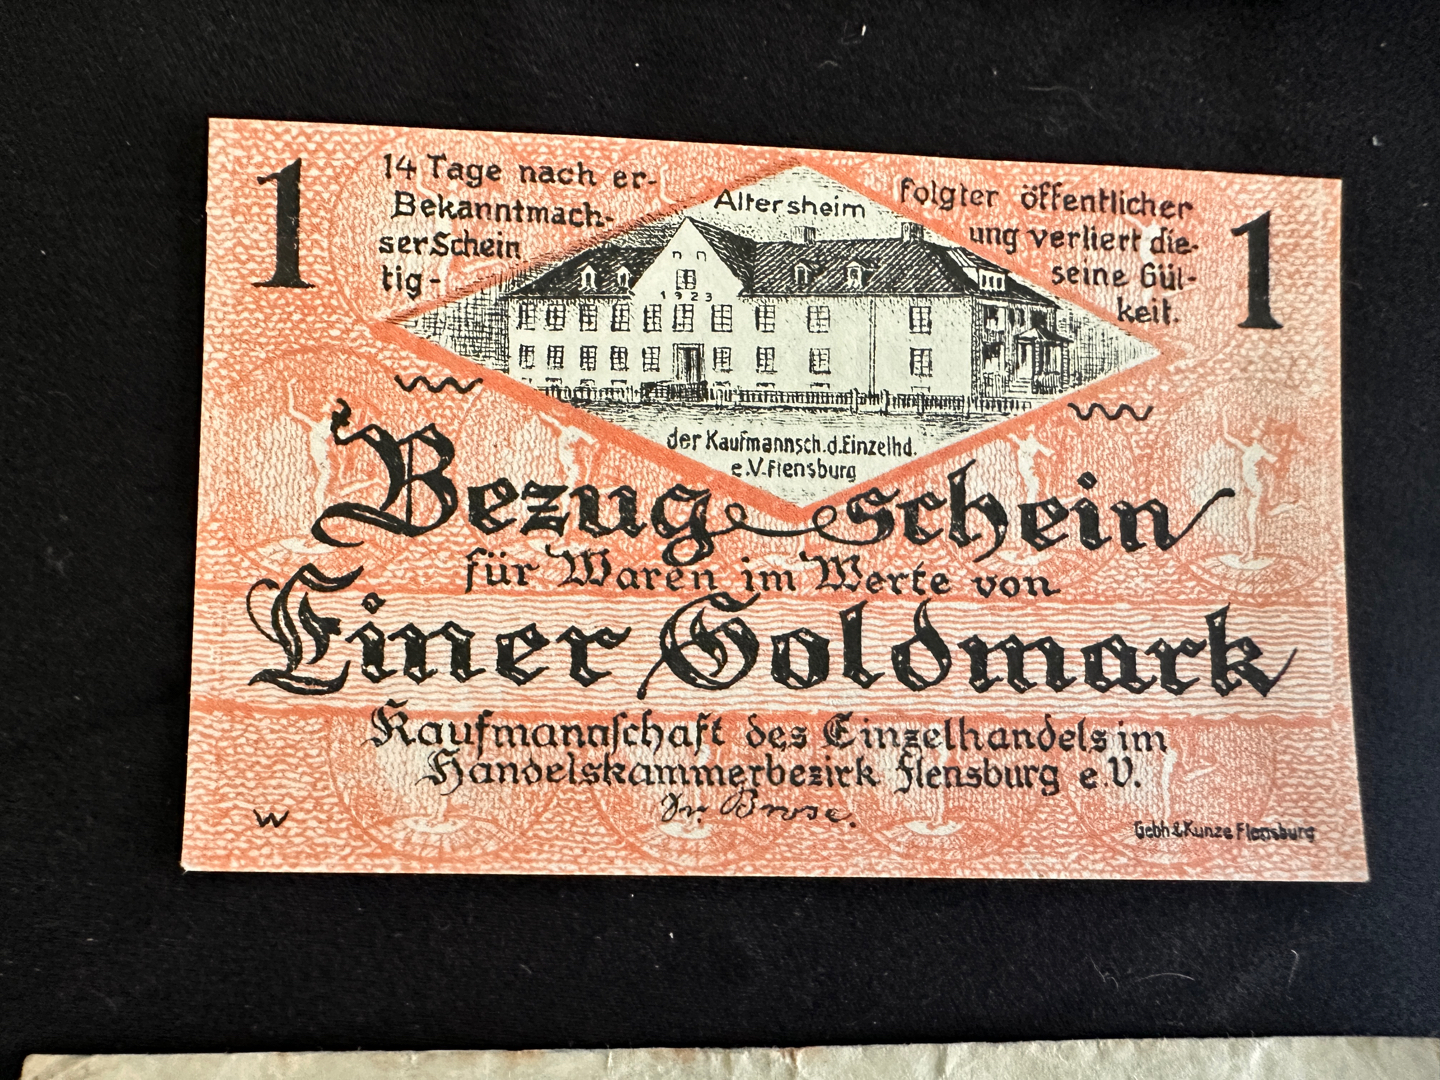 1
14 Tage nach er-
folgter öffentlicher
Bekanntmach-
ung verliert die-
ser Schein
seine Gül-
tig-
keit.
1
Altersheim
1923
der Kaufmannsch.d.Einzelhd.
e.V.Flensburg
Bezugschein
für Waren im Werte von
Einer Goldmark
Kaufmannschaft des Einzelhandels im
Handelskammerbezirk Flensburg e.V.
Dr. Brose.
W
Gebh & Kunze Flensburg